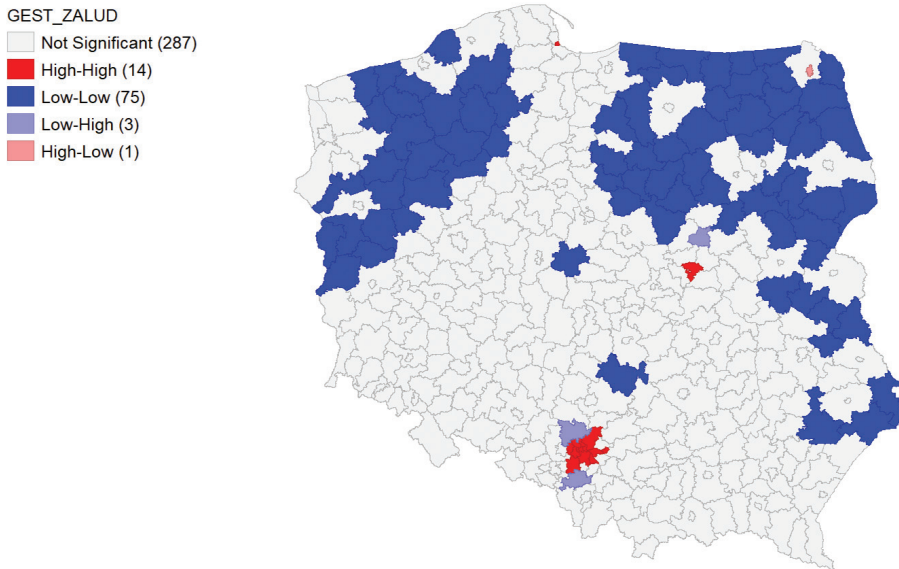 GEST_ZALUD
Not Significant (287)
High-High (14)
Low-Low (75)
Low-High (3)
High-Low (1)